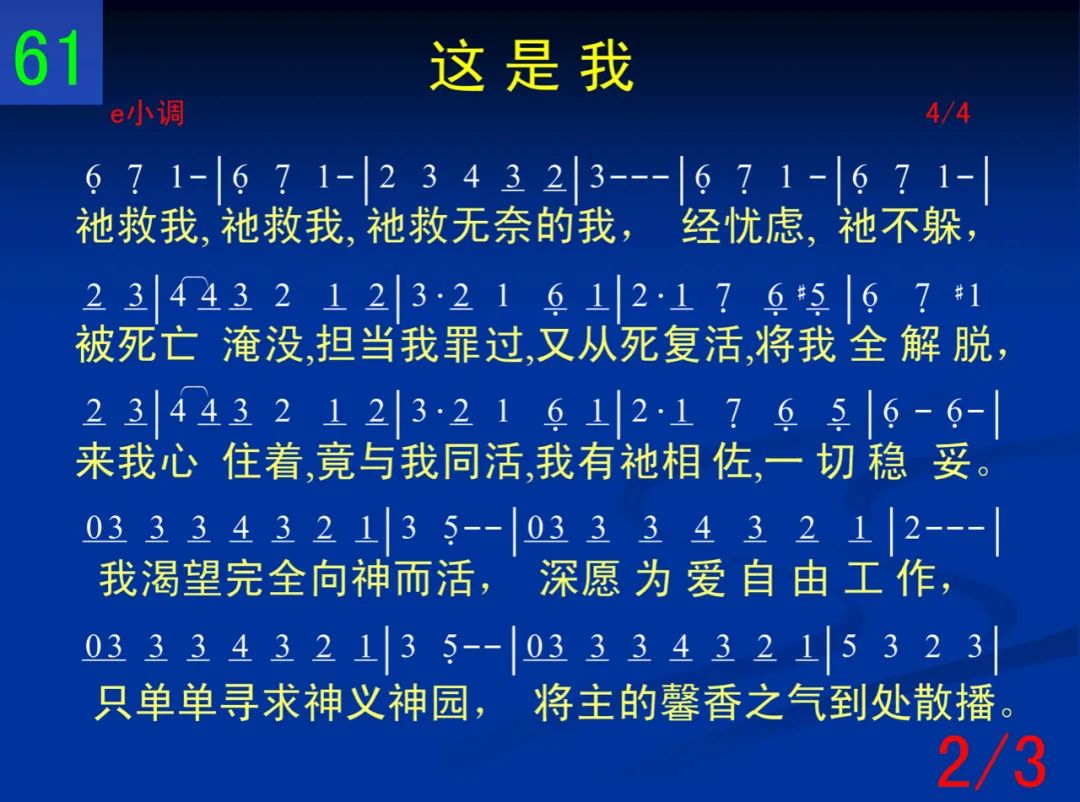 61
这是我
e小调 4/4
6̣ 7̣ 1-|6̣ 7̣ 1-|2 3 4 3̲ 2̲|3---|6̣ 7̣ 1 -|6̣ 7̣ 1-|
祂救我, 祂救我, 祂救无奈的我， 经忧虑, 祂不躲，
2̲ 3̲|4 4̲ 3̲ 2 1̲ 2̲|3·2̲ 1 6̣̲ 1̲|2·1̲ 7̣ 6̣̲ #5̣̲|6̣ 7̣ #1
被死亡 淹没,担当我罪过,又从死复活,将我 全 解 脱，
2̲ 3̲|4 4̲ 3̲ 2 1̲ 2̲|3·2̲ 1 6̣̲ 1̲|2·1̲ 7̣ 6̣̲ 5̣̲|6̣ - 6̣-|
来我心 住着,竟与我同活,我有祂相 佐,一 切 稳 妥。
0̲3̲ 3̲ 3̲ 4̲ 3̲ 2̲ 1̲|3 5̣--|0̲3̲ 3̲ 3̲ 4̲ 3̲ 2̲ 1̲|2---|
我渴望完全向神而活， 深愿 为 爱 自 由 工 作，
0̲3̲ 3̲ 3̲ 4̲ 3̲ 2̲ 1̲|3 5̣--|0̲3̲ 3̲ 3̲ 4̲ 3̲ 2̲ 1̲|5 3 2 3|
只单单寻求神义神园， 将主的馨香之气到处散播。
2/3